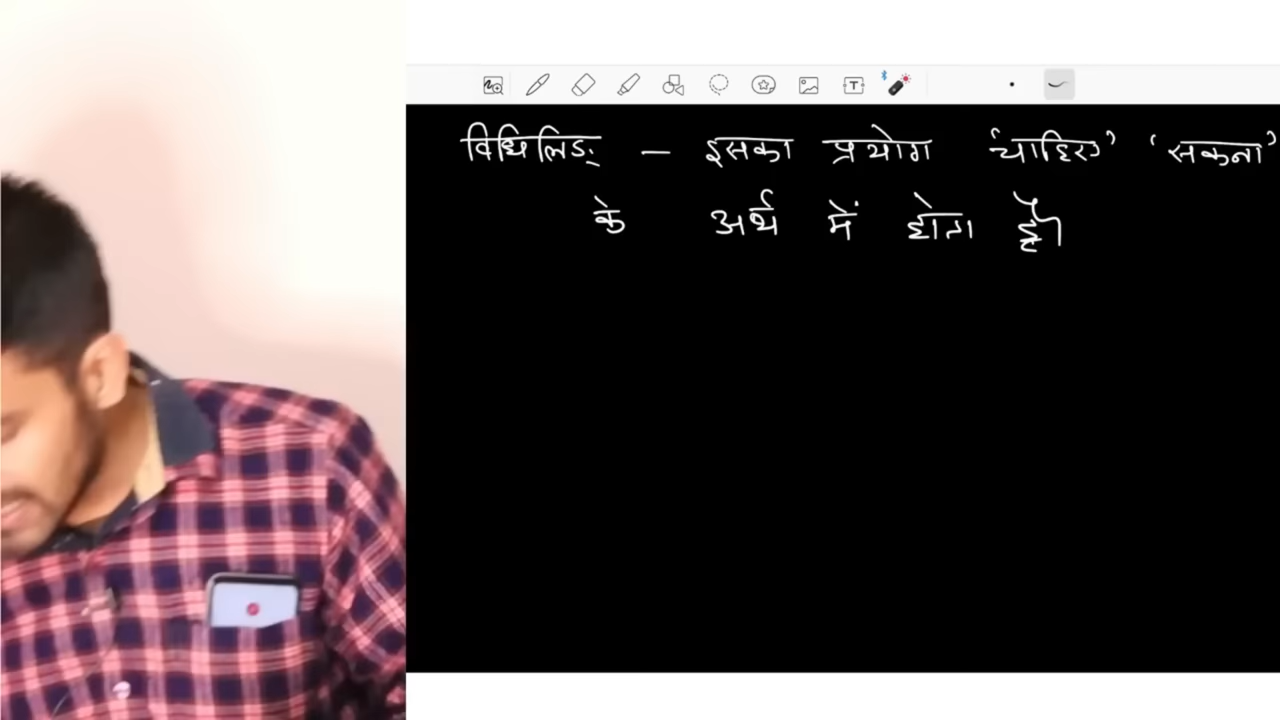 विधिलिङः - इसका प्रयोग 'चाहिए' 'सकना'
के अर्थ में होता है।